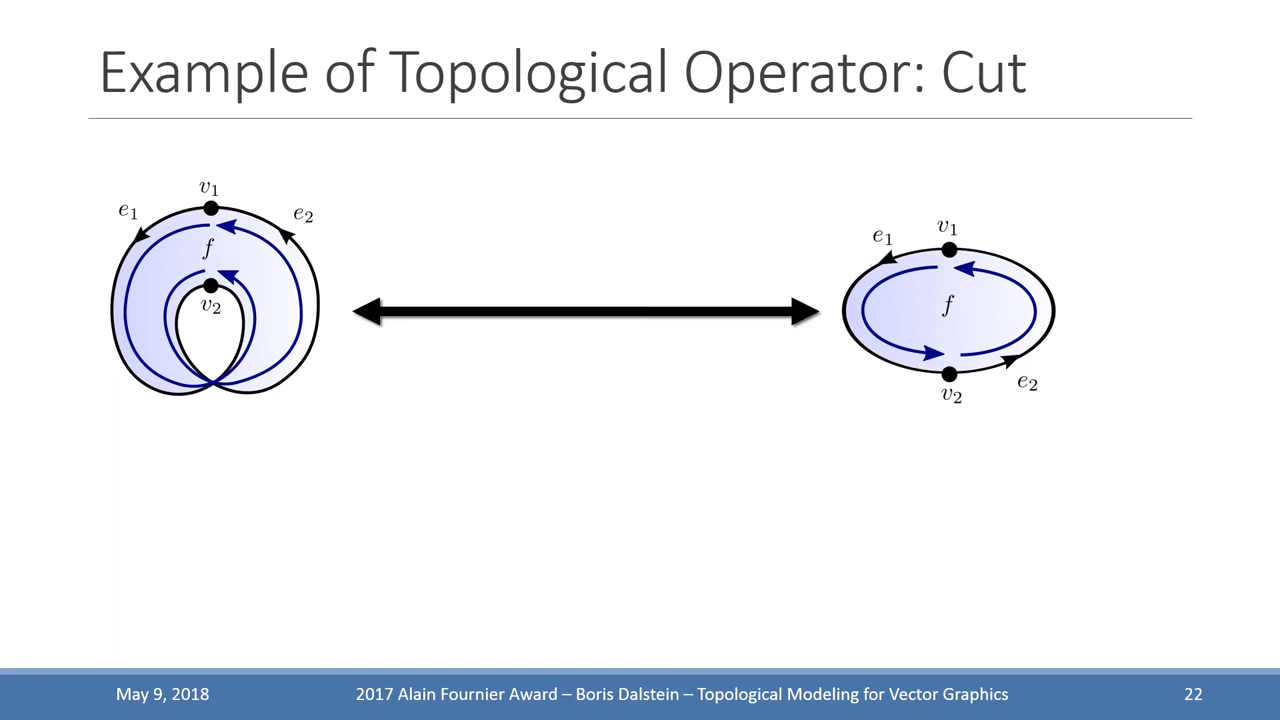 Example of Topological Operator: Cut
v1
e1
e2
f
v2
v1
e1
f
e2
v2
May 9, 2018
2017 Alain Fournier Award – Boris Dalstein – Topological Modeling for Vector Graphics
22